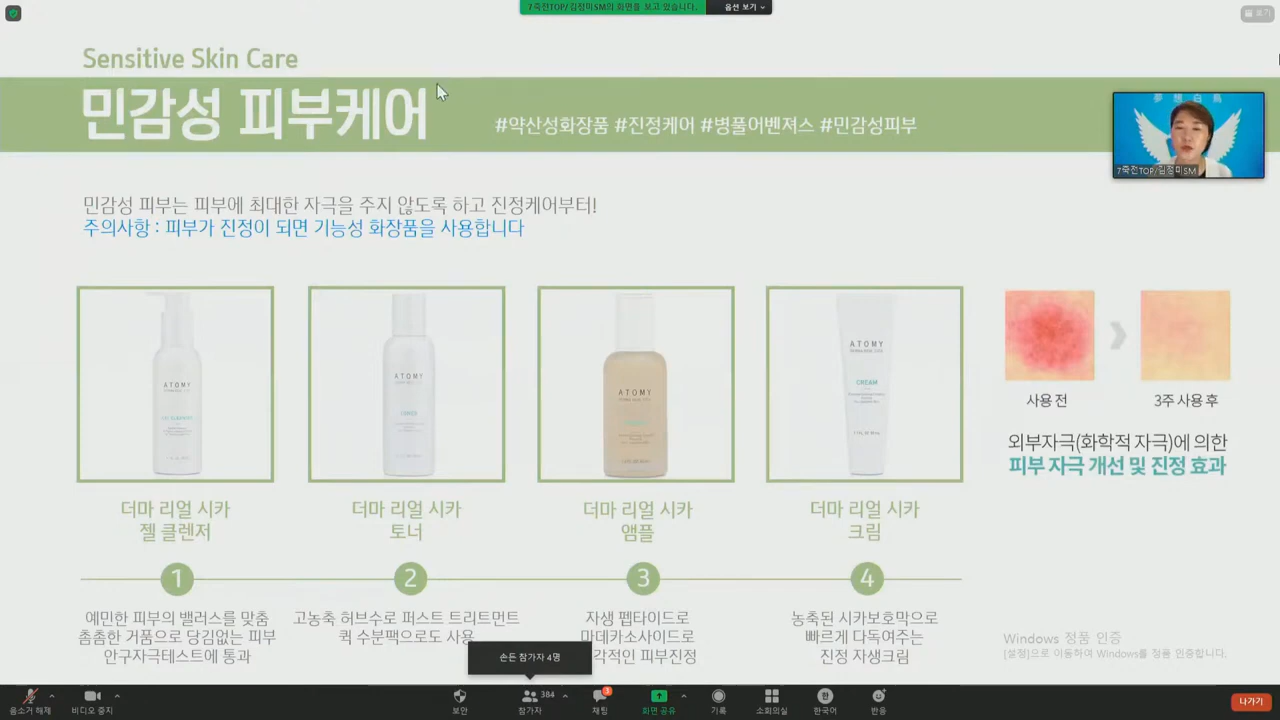 7죽전TOP/김정미SM의 화면을 보고 있습니다.
옵션 보기
보기
Sensitive Skin Care
민감성 피부케어
#약산성화장품 #진정케어 #병풀어벤져스 #민감성피부
7죽전TOP/김정미SM
민감성 피부는 피부에 최대한 자극을 주지 않도록 하고 진정케어부터!
주의사항 : 피부가 진정이 되면 기능성 화장품을 사용합니다
ATOMY
ATOMY
ATOMY
ATOMY
CREAM
사용 전
3주 사용 후
외부자극(화학적 자극)에 의한
피부 자극 개선 및 진정 효과
더마 리얼 시카
젤 클렌저
더마 리얼 시카
토너
더마 리얼 시카
앰플
더마 리얼 시카
크림
1
2
3
4
예민한 피부의 밸러스를 맞춤
촘촘한 거품으로 당김없는 피부
안구자극테스트에 통과
고농축 허브수로 퍼스트 트리트먼트
퀵 수분팩으로도 사용
자생 펩타이드로
마데카소사이드로
각적인 피부진정
농축된 시카보호막으로
빠르게 다독여주는
진정 자생크림
Windows 정품 인증
[설정]으로 이동하여 Windows를 정품 인증합니다.
손든 참가자 4명
음소거 해제
비디오 중지
보안
384
참가자
3
채팅
화면 공유
기록
소회의실
한
한국어
반응
나가기